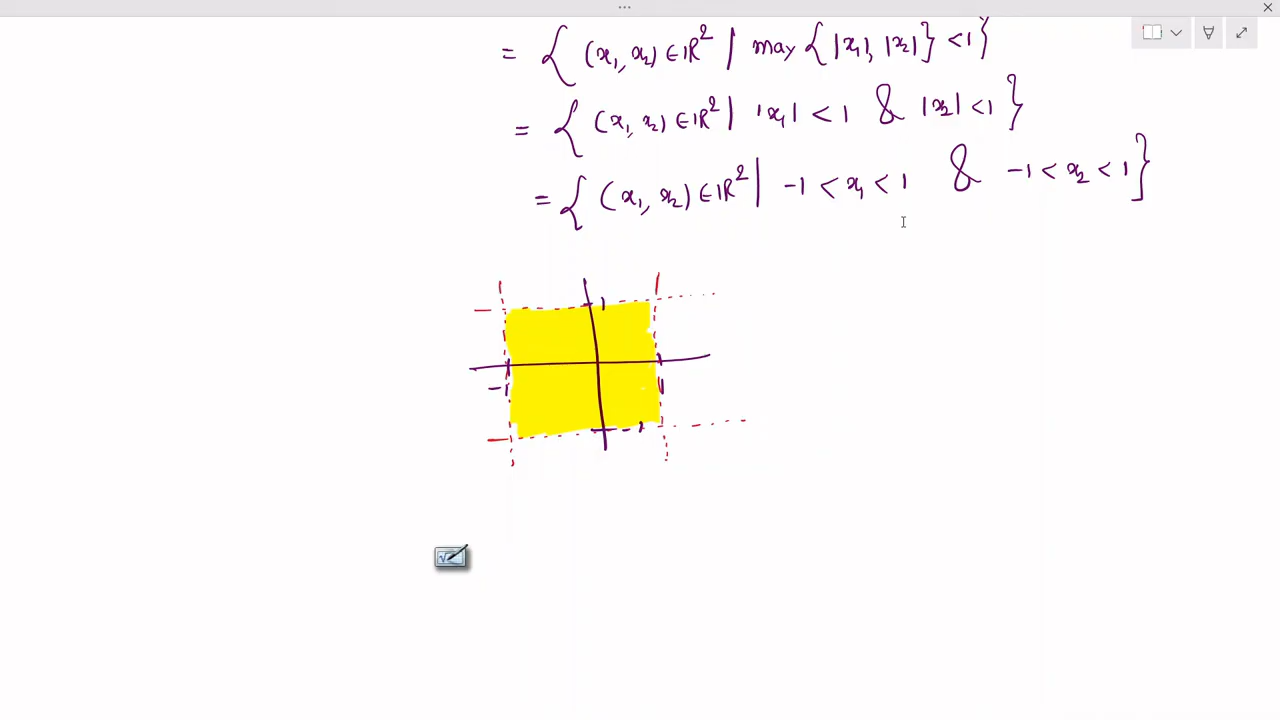 = { (x₁, x₂) ∈ ℝ² | max { |x₁|, |x₂| } < 1 }
= { (x₁, x₂) ∈ ℝ² | |x₁| < 1 & |x₂| < 1 }
= { (x₁, x₂) ∈ ℝ² | -1 < x₁ < 1 & -1 < x₂ < 1 }
1
-1 1